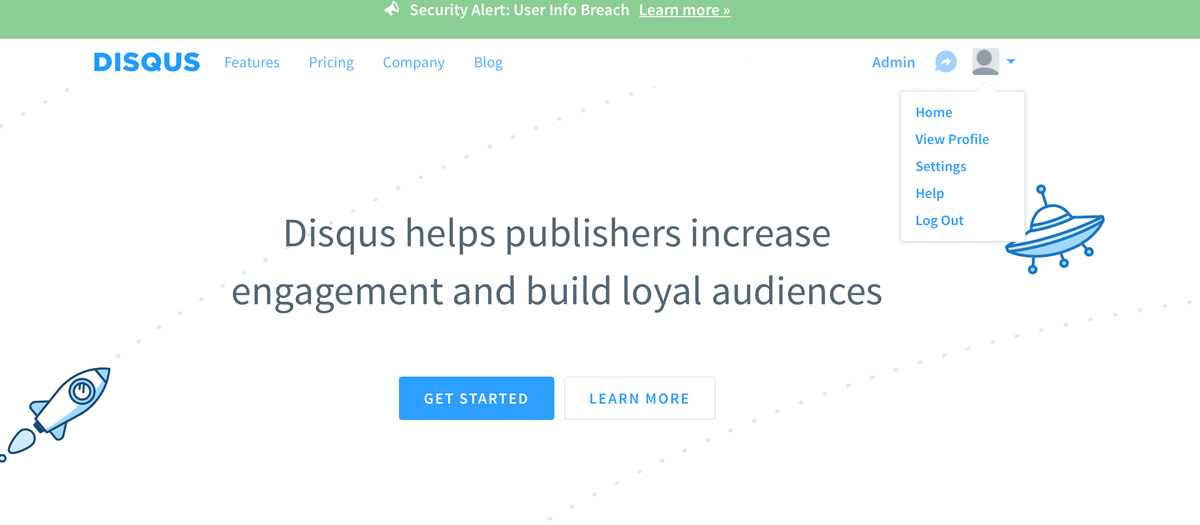 Security Alert: User Info Breach Learn more »
DISQUS Features Pricing Company Blog Admin
Home
View Profile
Settings
Help
Log Out
Disqus helps publishers increase
engagement and build loyal audiences
GET STARTED LEARN MORE